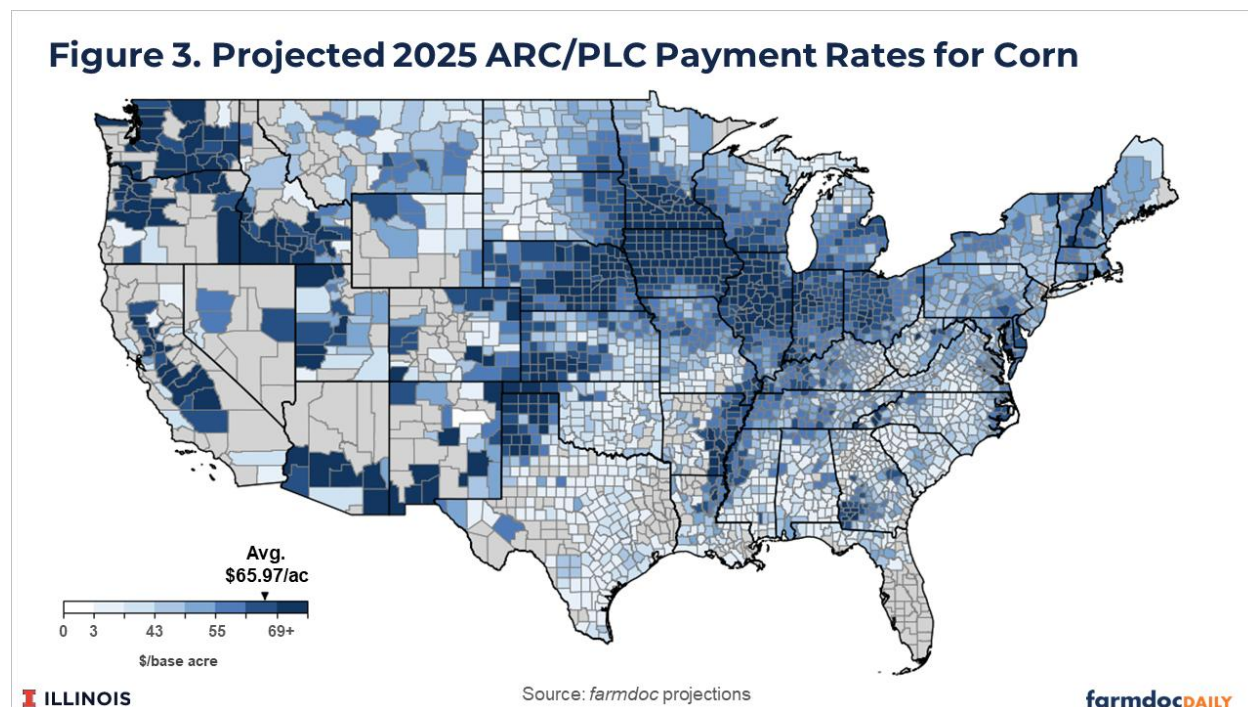 Figure 3. Projected 2025 ARC/PLC Payment Rates for Corn
Avg.
$65.97/ac
0 3 43 55 69+
$/base acre
I ILLINOIS
Source: farmdoc projections
farmdocDAILY